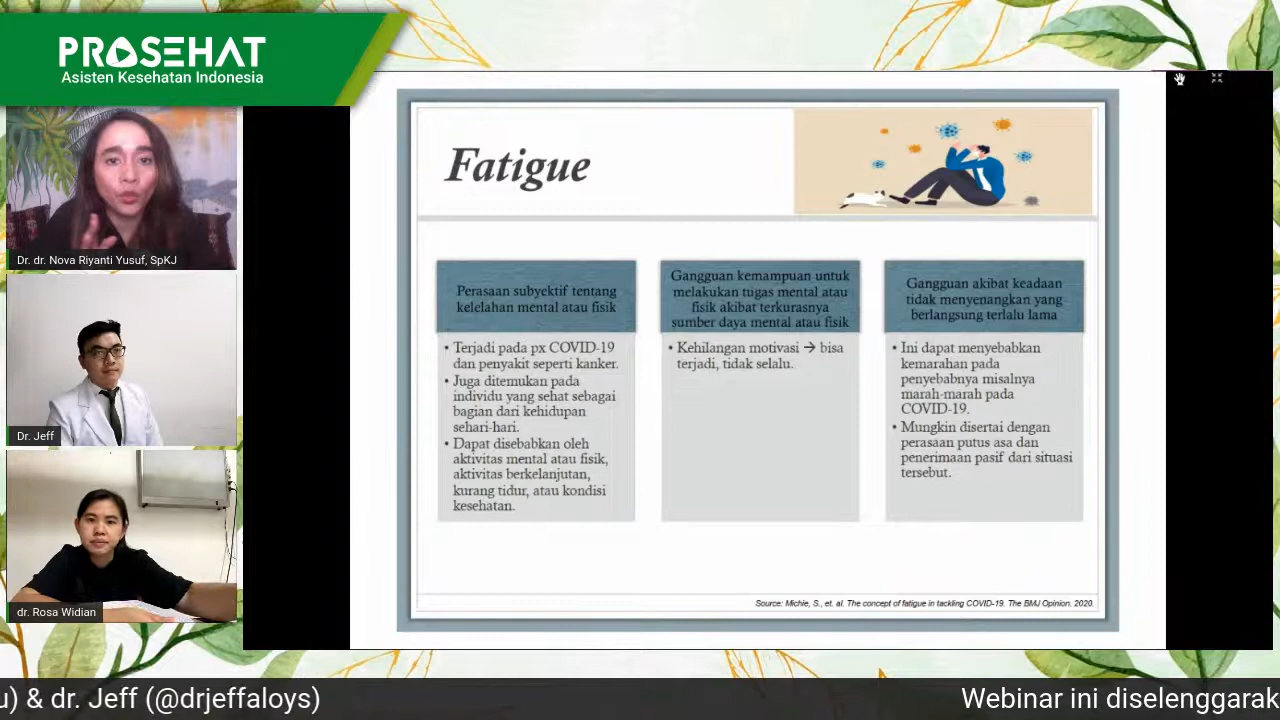 PROSEHAT
Asisten Kesehatan Indonesia
Dr. dr. Nova Riyanti Yusuf, SpKJ
Dr. Jeff
dr. Rosa Widian
Fatigue
Perasaan subyektif tentang
kelelahan mental atau fisik
• Terjadi pada px COVID-19
dan penyakit seperti kanker.
• Juga ditemukan pada
individu yang sehat sebagai
bagian dari kehidupan
sehari-hari.
• Dapat disebabkan oleh
aktivitas mental atau fisik,
aktivitas berkelanjutan,
kurang tidur, atau kondisi
kesehatan.
Gangguan kemampuan untuk
melakukan tugas mental atau
fisik akibat terkurasnya
sumber daya mental atau fisik
• Kehilangan motivasi → bisa
terjadi, tidak selalu.
Gangguan akibat keadaan
tidak menyenangkan yang
berlangsung terlalu lama
• Ini dapat menyebabkan
kemarahan pada
penyebabnya misalnya
marah-marah pada
COVID-19.
• Mungkin disertai dengan
perasaan putus asa dan
penerimaan pasif dari situasi
tersebut.
Source: Michie, S., et. al. The concept of fatigue in tackling COVID-19. The BMJ Opinion. 2020.
u) & dr. Jeff (@drjeffaloys)
Webinar ini diselenggarak